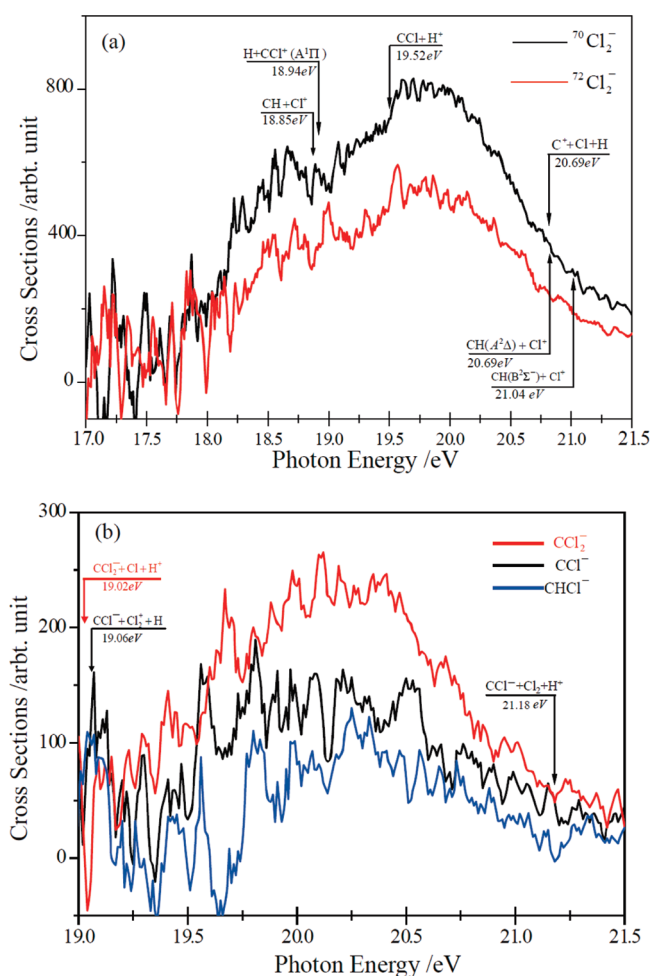 (a)
CCl+H⁺
19.52eV
⁷⁰Cl₂⁻
H+CCl⁺ (A¹Π)
18.94eV
⁷²Cl₂⁻
CH+Cl⁺
18.85eV
C⁺+Cl+H
20.69eV
CH(A²Δ) + Cl⁺
20.69eV
CH(B²Σ⁻)+ Cl⁺
21.04 eV
800
400
0
Cross Sections /arbt. unit
17.0 17.5 18.0 18.5 19.0 19.5 20.0 20.5 21.0 21.5
Photon Energy /eV
(b)
CCl₂⁻
CCl⁻
CHCl⁻
CCl₂⁻+Cl+H⁺
19.02eV
CCl⁻+Cl₂⁺+H
19.06eV
CCl⁻+Cl₂+H⁺
21.18 eV
300
200
100
0
Cross Sections /arbt. unit
19.0 19.5 20.0 20.5 21.0 21.5
Photon Energy /eV